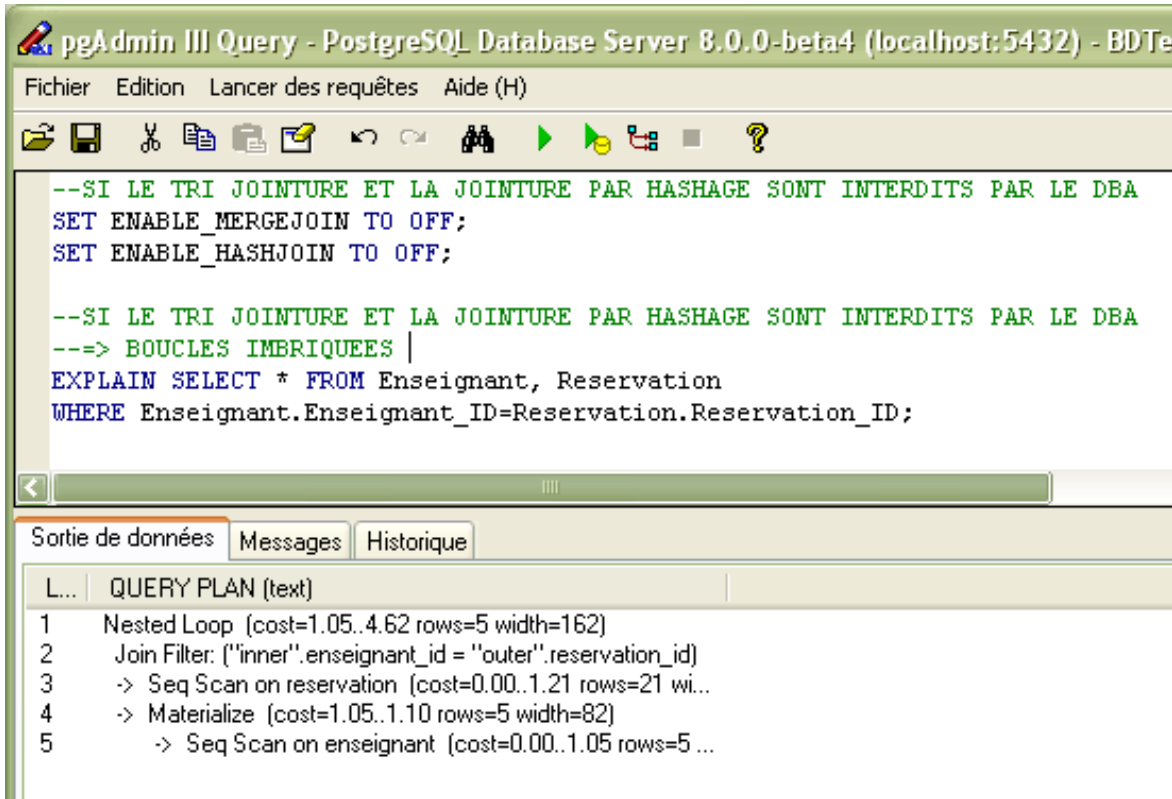 pgAdmin III Query - PostgreSQL Database Server 8.0.0-beta4 (localhost:5432) - BDTe
Fichier Edition Lancer des requêtes Aide (H)
--SI LE TRI JOINTURE ET LA JOINTURE PAR HASHAGE SONT INTERDITS PAR LE DBA
SET ENABLE_MERGEJOIN TO OFF;
SET ENABLE_HASHJOIN TO OFF;
--SI LE TRI JOINTURE ET LA JOINTURE PAR HASHAGE SONT INTERDITS PAR LE DBA
--=> BOUCLES IMBRIQUEES
EXPLAIN SELECT * FROM Enseignant, Reservation
WHERE Enseignant.Enseignant_ID=Reservation.Reservation_ID;
Sortie de données Messages Historique
L... QUERY PLAN (text)
1 Nested Loop (cost=1.05..4.62 rows=5 width=162)
2 Join Filter: ("inner".enseignant_id = "outer".reservation_id)
3 -> Seq Scan on reservation (cost=0.00..1.21 rows=21 wi...
4 -> Materialize (cost=1.05..1.10 rows=5 width=82)
5 -> Seq Scan on enseignant (cost=0.00..1.05 rows=5 ...